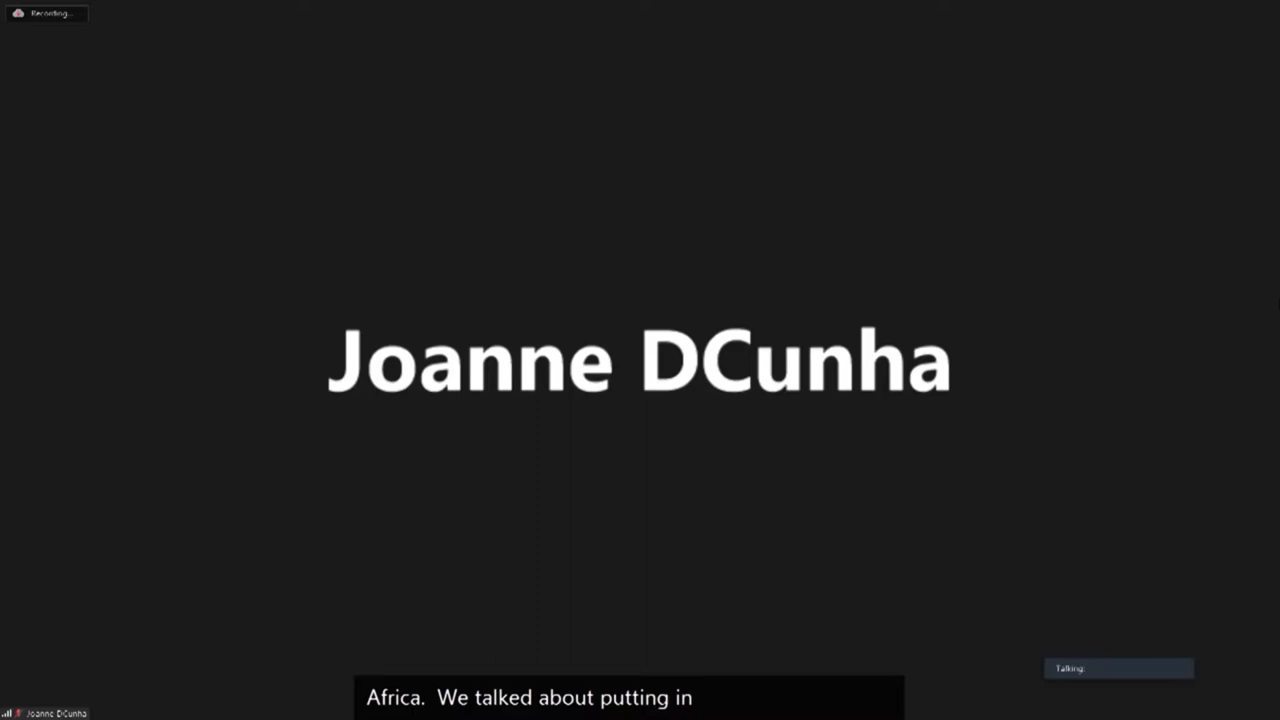 Recording...
Joanne DCunha
Talking:
Africa.  We talked about putting in
Joanne DCunha